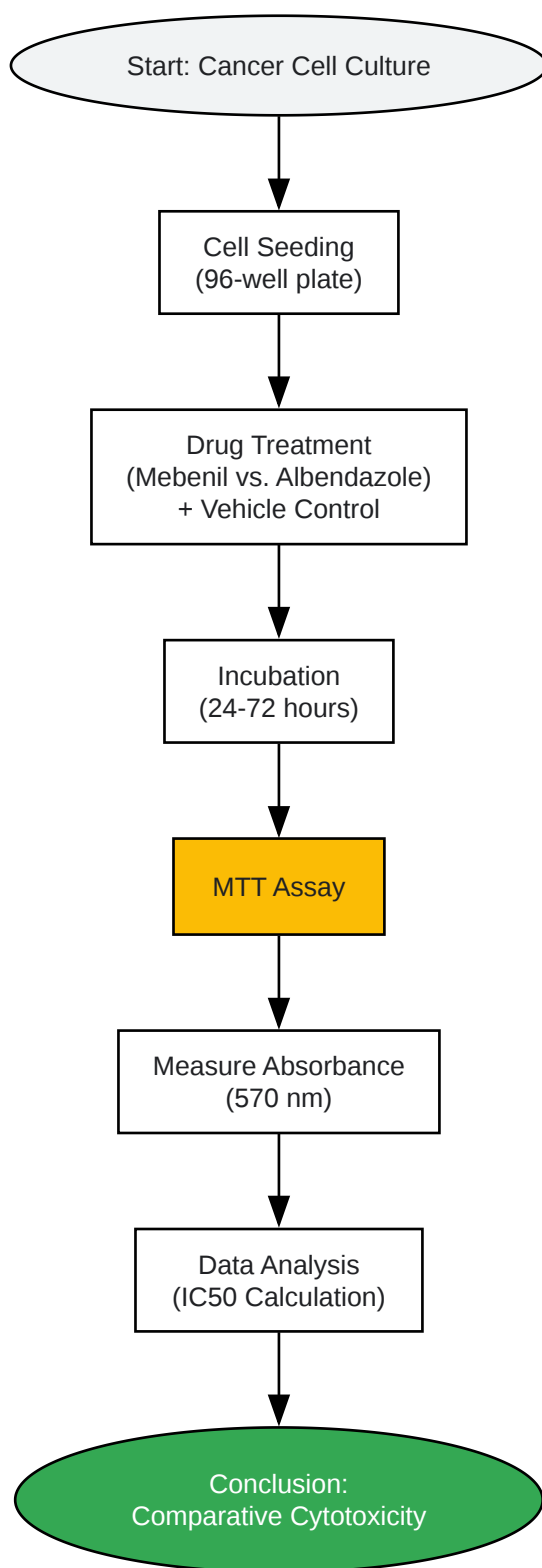 Start: Cancer Cell Culture
Cell Seeding
(96-well plate)
Drug Treatment
(Mebenil vs. Albendazole)
+ Vehicle Control
Incubation
(24-72 hours)
MTT Assay
Measure Absorbance
(570 nm)
Data Analysis
(IC50 Calculation)
Conclusion:
Comparative Cytotoxicity